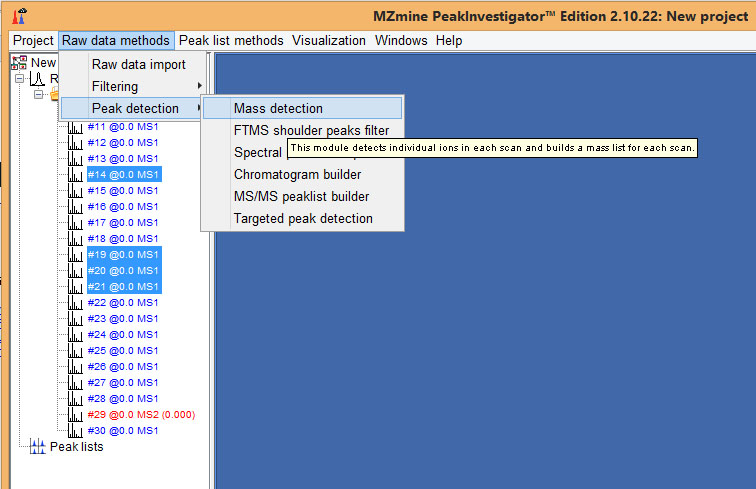 MZmine PeakInvestigator™ Edition 2.10.22: New project
Project Raw data methods Peak list methods Visualization Windows Help
New
R
Raw data import
Filtering
Peak detection
Mass detection
FTMS shoulder peaks filter
Spectral
This module detects individual ions in each scan and builds a mass list for each scan.
Chromatogram builder
MS/MS peaklist builder
Targeted peak detection
#11 @0.0 MS1
#12 @0.0 MS1
#13 @0.0 MS1
#14 @0.0 MS1
#15 @0.0 MS1
#16 @0.0 MS1
#17 @0.0 MS1
#18 @0.0 MS1
#19 @0.0 MS1
#20 @0.0 MS1
#21 @0.0 MS1
#22 @0.0 MS1
#23 @0.0 MS1
#24 @0.0 MS1
#25 @0.0 MS1
#26 @0.0 MS1
#27 @0.0 MS1
#28 @0.0 MS1
#29 @0.0 MS2 (0.000)
#30 @0.0 MS1
Peak lists